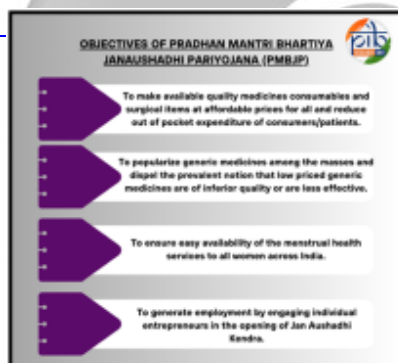 OBJECTIVES OF PRADHAN MANTRI BHARTIYA
JANAUSHADHI PARIYOJANA (PMBJP)
pib
To make available quality medicines consumables and
surgical items at affordable prices for all and reduce
out of pocket expenditure of consumers/patients.
To popularize generic medicines among the masses and
dispel the prevalent notion that low priced generic
medicines are of inferior quality or are less effective.
To ensure easy availability of the menstrual health
services to all women across India.
To generate employment by engaging individual
entrepreneurs in the opening of Jan Aushadhi
Kendra.